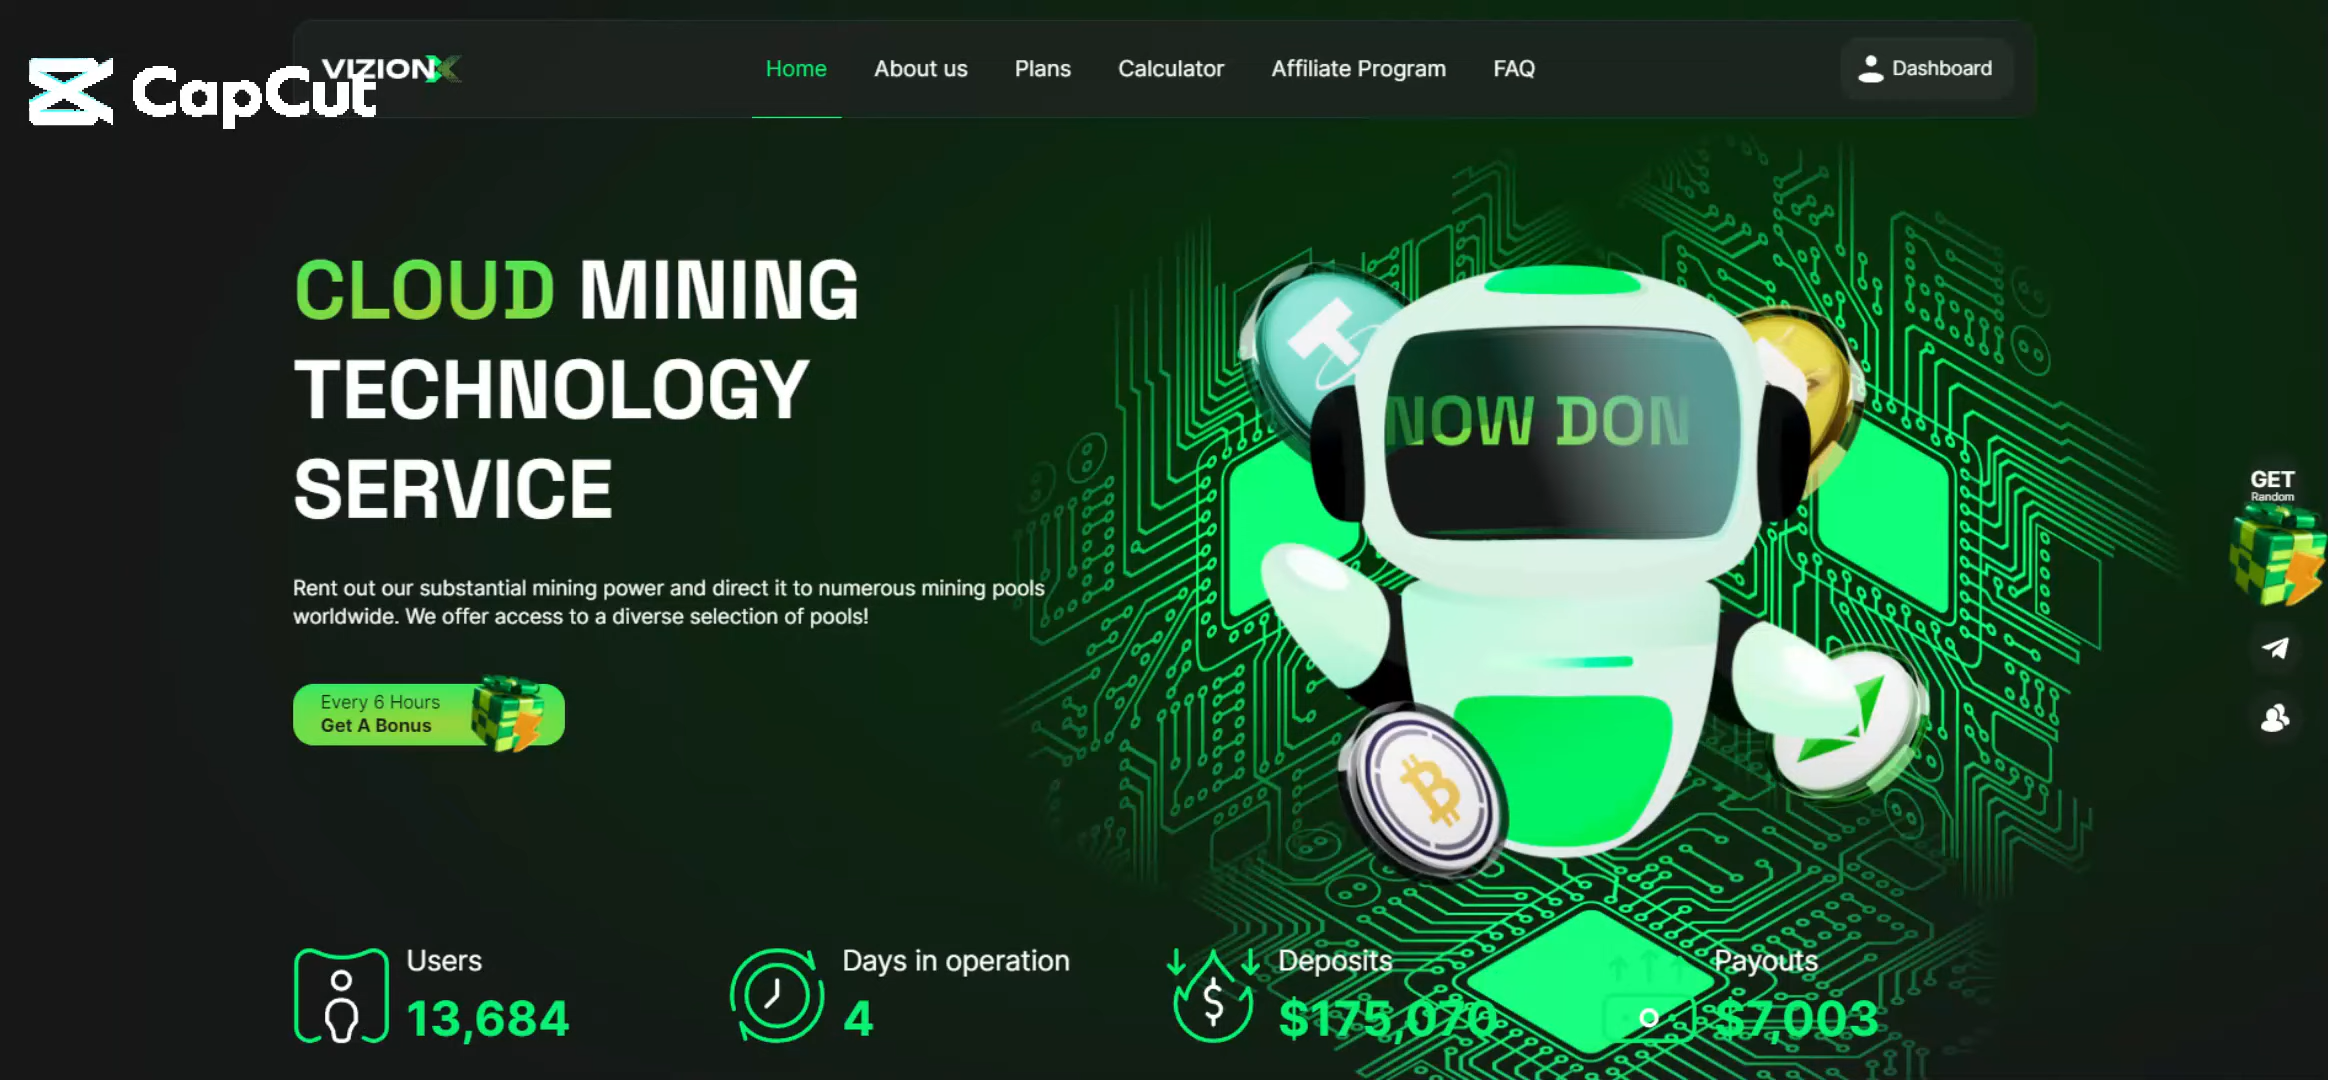 CapCut
VIZION
Home
About us
Plans
Calculator
Affiliate Program
FAQ
Dashboard
CLOUD MINING
TECHNOLOGY
SERVICE
NOW DON
Rent out our substantial mining power and direct it to numerous mining pools
worldwide. We offer access to a diverse selection of pools!
GET
Random
Every 6 Hours
Get A Bonus
Users
13,684
Days in operation
4
Deposits
$175,070
Payouts
$7,003